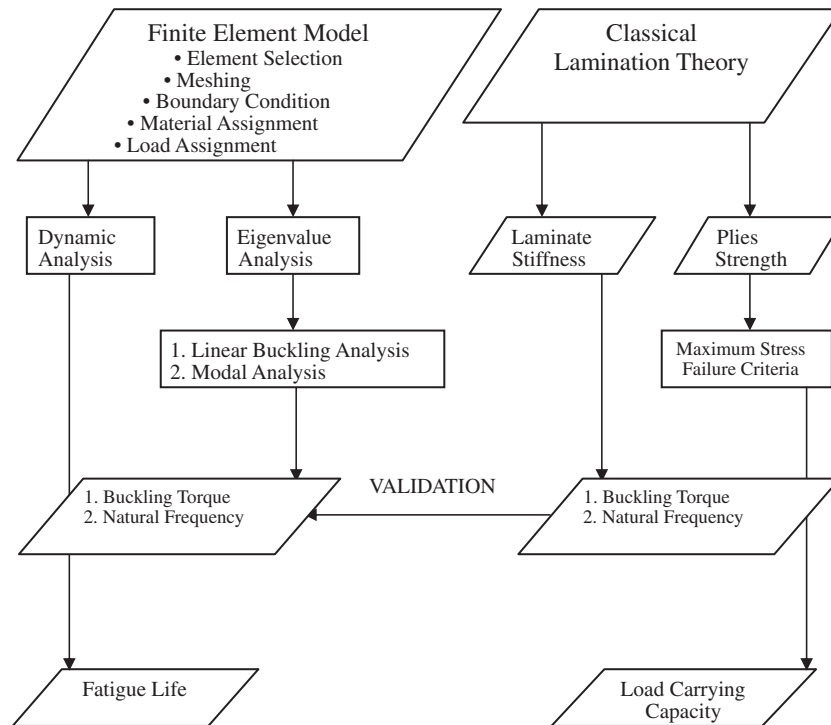 Finite Element Model
• Element Selection
• Meshing
• Boundary Condition
• Material Assignment
• Load Assignment
Classical
Lamination Theory
Dynamic
Analysis
Eigenvalue
Analysis
Laminate
Stiffness
Plies
Strength
1. Linear Buckling Analysis
2. Modal Analysis
Maximum Stress
Failure Criteria
1. Buckling Torque
2. Natural Frequency
VALIDATION
1. Buckling Torque
2. Natural Frequency
Fatigue Life
Load Carrying
Capacity